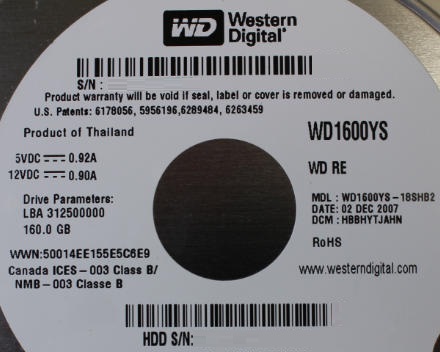 WD Western Digital®
S/N :
Product warranty will be void if seal, label or cover is removed or damaged.
U.S. Patents: 6178056, 5956196,6289484, 6263459
Product of Thailand
WD1600YS
5VDC 0.92A
12VDC 0.90A
WD RE
Drive Parameters:
LBA 312500000
160.0 GB
MDL : WD1600YS-18SHB2
DATE: 02 DEC 2007
DCM : HBBHYTJAHN
RoHS
WWN:50014EE155E5C6E9
Canada ICES-003 Class B/
NMB-003 Classe B
www.westerndigital.com
HDD S/N: